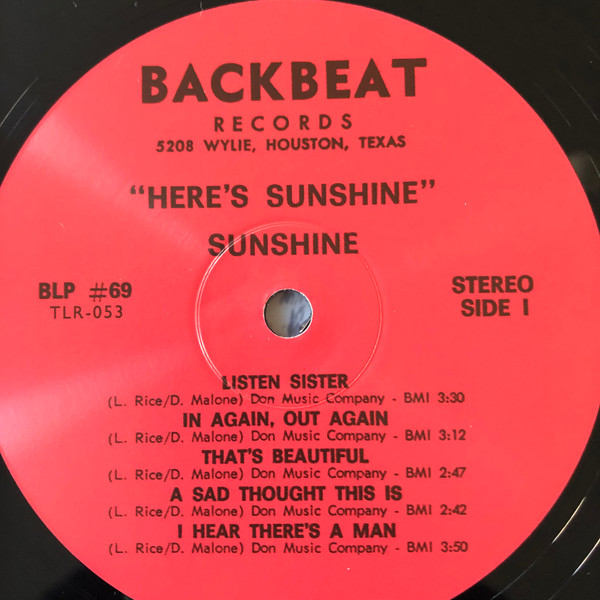 BACKBEAT
RECORDS
5208 WYLIE, HOUSTON, TEXAS
“HERE'S SUNSHINE”
SUNSHINE
BLP #69
TLR-053
STEREO
SIDE I
LISTEN SISTER
(L. Rice/D. Malone) Don Music Company - BMI 3:30
IN AGAIN, OUT AGAIN
(L. Rice/D. Malone) Don Music Company - BMI 3:12
THAT'S BEAUTIFUL
(L. Rice/D. Malone) Don Music Company - BMI 2:47
A SAD THOUGHT THIS IS
(L. Rice/D. Malone) Don Music Company - BMI 2:42
I HEAR THERE'S A MAN
(L. Rice/D. Malone) Don Music Company - BMI 3:50